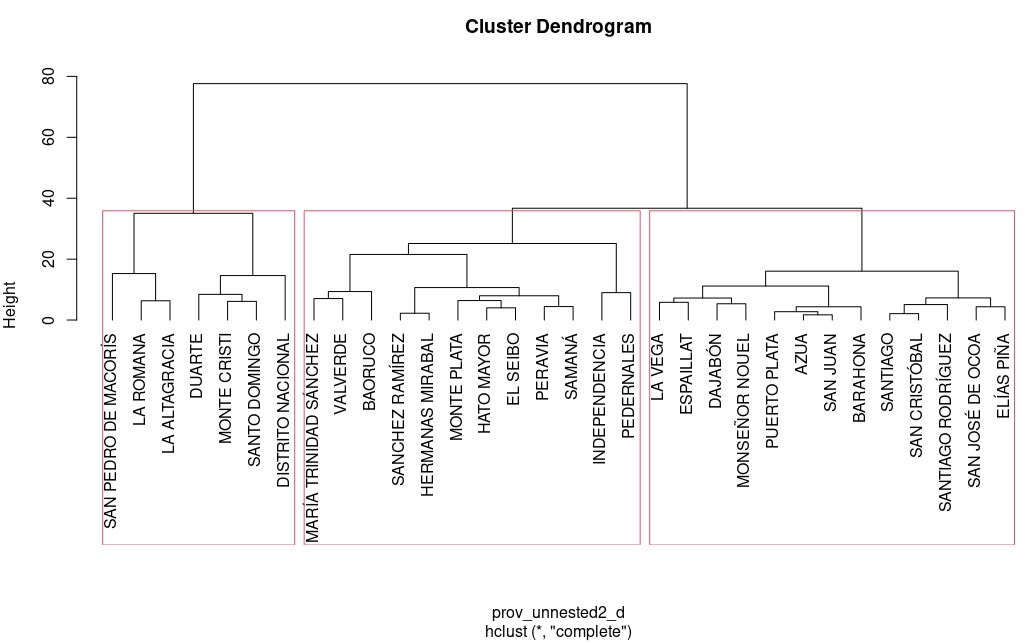 Cluster Dendrogram
Height
80
60
40
20
0
SAN PEDRO DE MACORÍS
LA ROMANA
LA ALTAGRACIA
DUARTE
MONTE CRISTI
SANTO DOMINGO
DISTRITO NACIONAL
MARÍA TRINIDAD SÁNCHEZ
VALVERDE
BAORUCO
SANCHEZ RAMÍREZ
HERMANAS MIRABAL
MONTE PLATA
HATO MAYOR
EL SEIBO
PERAVIA
SAMANÁ
INDEPENDENCIA
PEDERNALES
LA VEGA
ESPAILLAT
DAJABÓN
MONSEÑOR NOUEL
PUERTO PLATA
AZUA
SAN JUAN
BARAHONA
SANTIAGO
SAN CRISTÓBAL
SANTIAGO RODRÍGUEZ
SAN JOSÉ DE OCOA
ELÍAS PIÑA
prov_unnested2_d
hclust (*, "complete")